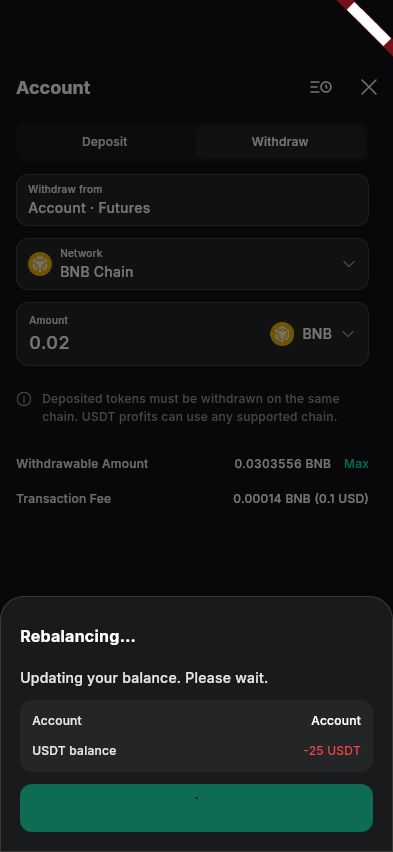 Account
Deposit
Withdraw
Withdraw from
Account · Futures
Network
BNB Chain
Amount
0.02
BNB
Deposited tokens must be withdrawn on the same
chain. USDT profits can use any supported chain.
Withdrawable Amount 0.0303556 BNB Max
Transaction Fee 0.00014 BNB (0.1 USD)
Rebalancing...
Updating your balance. Please wait.
Account Account
USDT balance -25 USDT